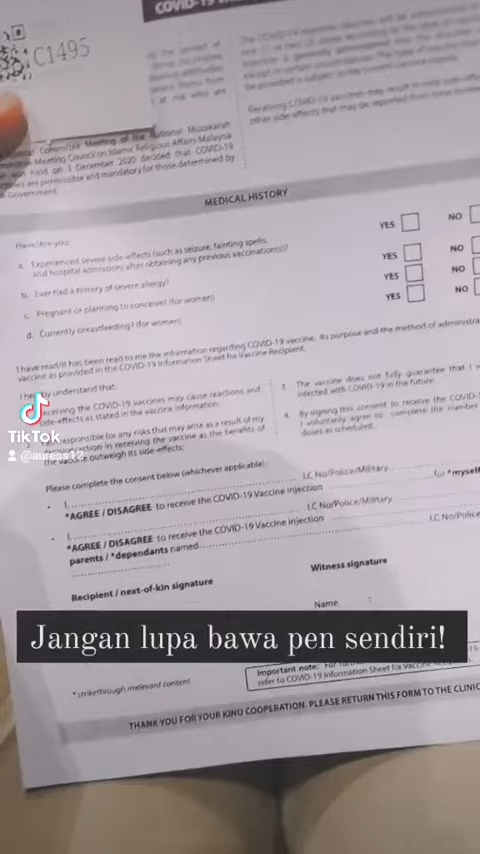 COVID-19
C1495
Committee Meeting of the National Muzakarah
Meeting Council on Islamic Religious Affairs Malaysia
held on 3 December 2020 decided that COVID-19
are permissible and mandatory for those determined by
Government.
Receiving COVID-19 vaccines may result in
other side-effects that may be reported from time
MEDICAL HISTORY
Have/Are you:
a. Experienced severe side-effects (such as seizure, fainting spells, YES NO
and hospital admission) after obtaining any previous vaccination(s)?
b. Ever had a history of severe allergy? YES NO
c. Pregnant or planning to conceive? (for women) YES NO
d. Currently breastfeeding? (for women) YES NO
I have read/it has been read to me the information regarding COVID-19 vaccine, its purpose and the method of administra
vaccine as provided in the COVID-19 Information Sheet for Vaccine Recipient.
I hereby understand that:
receiving the COVID-19 vaccines may cause reactions and
side-effects as stated in the vaccine information.
responsible for any risks that may arise as a result of my
action in receiving the vaccine as the benefits of
the vaccine outweigh its side-effects;
3. The vaccine does not fully guarantee that I w
infected with COVID-19 in the future.
4. By signing this consent to receive the COVID-1
I voluntarily agree to complete the number
doses as scheduled.
TikTok
@auress12
Please complete the consent below (whichever applicable):
• I, I.C No/Police/Military for *myself
*AGREE / DISAGREE to receive the COVID-19 Vaccine injection
• I, I.C No/Police/Military
*AGREE / DISAGREE to receive the COVID-19 Vaccine injection
parents / *dependants named I.C No/Police
Recipient / next-of-kin signature
Witness signature
Name :
Jangan lupa bawa pen sendiri!
* strikethrough irrelevant content
Important note: For
refer to COVID-19 Information Sheet for Vaccine
THANK YOU FOR YOUR KIND COOPERATION. PLEASE RETURN THIS FORM TO THE CLINIC